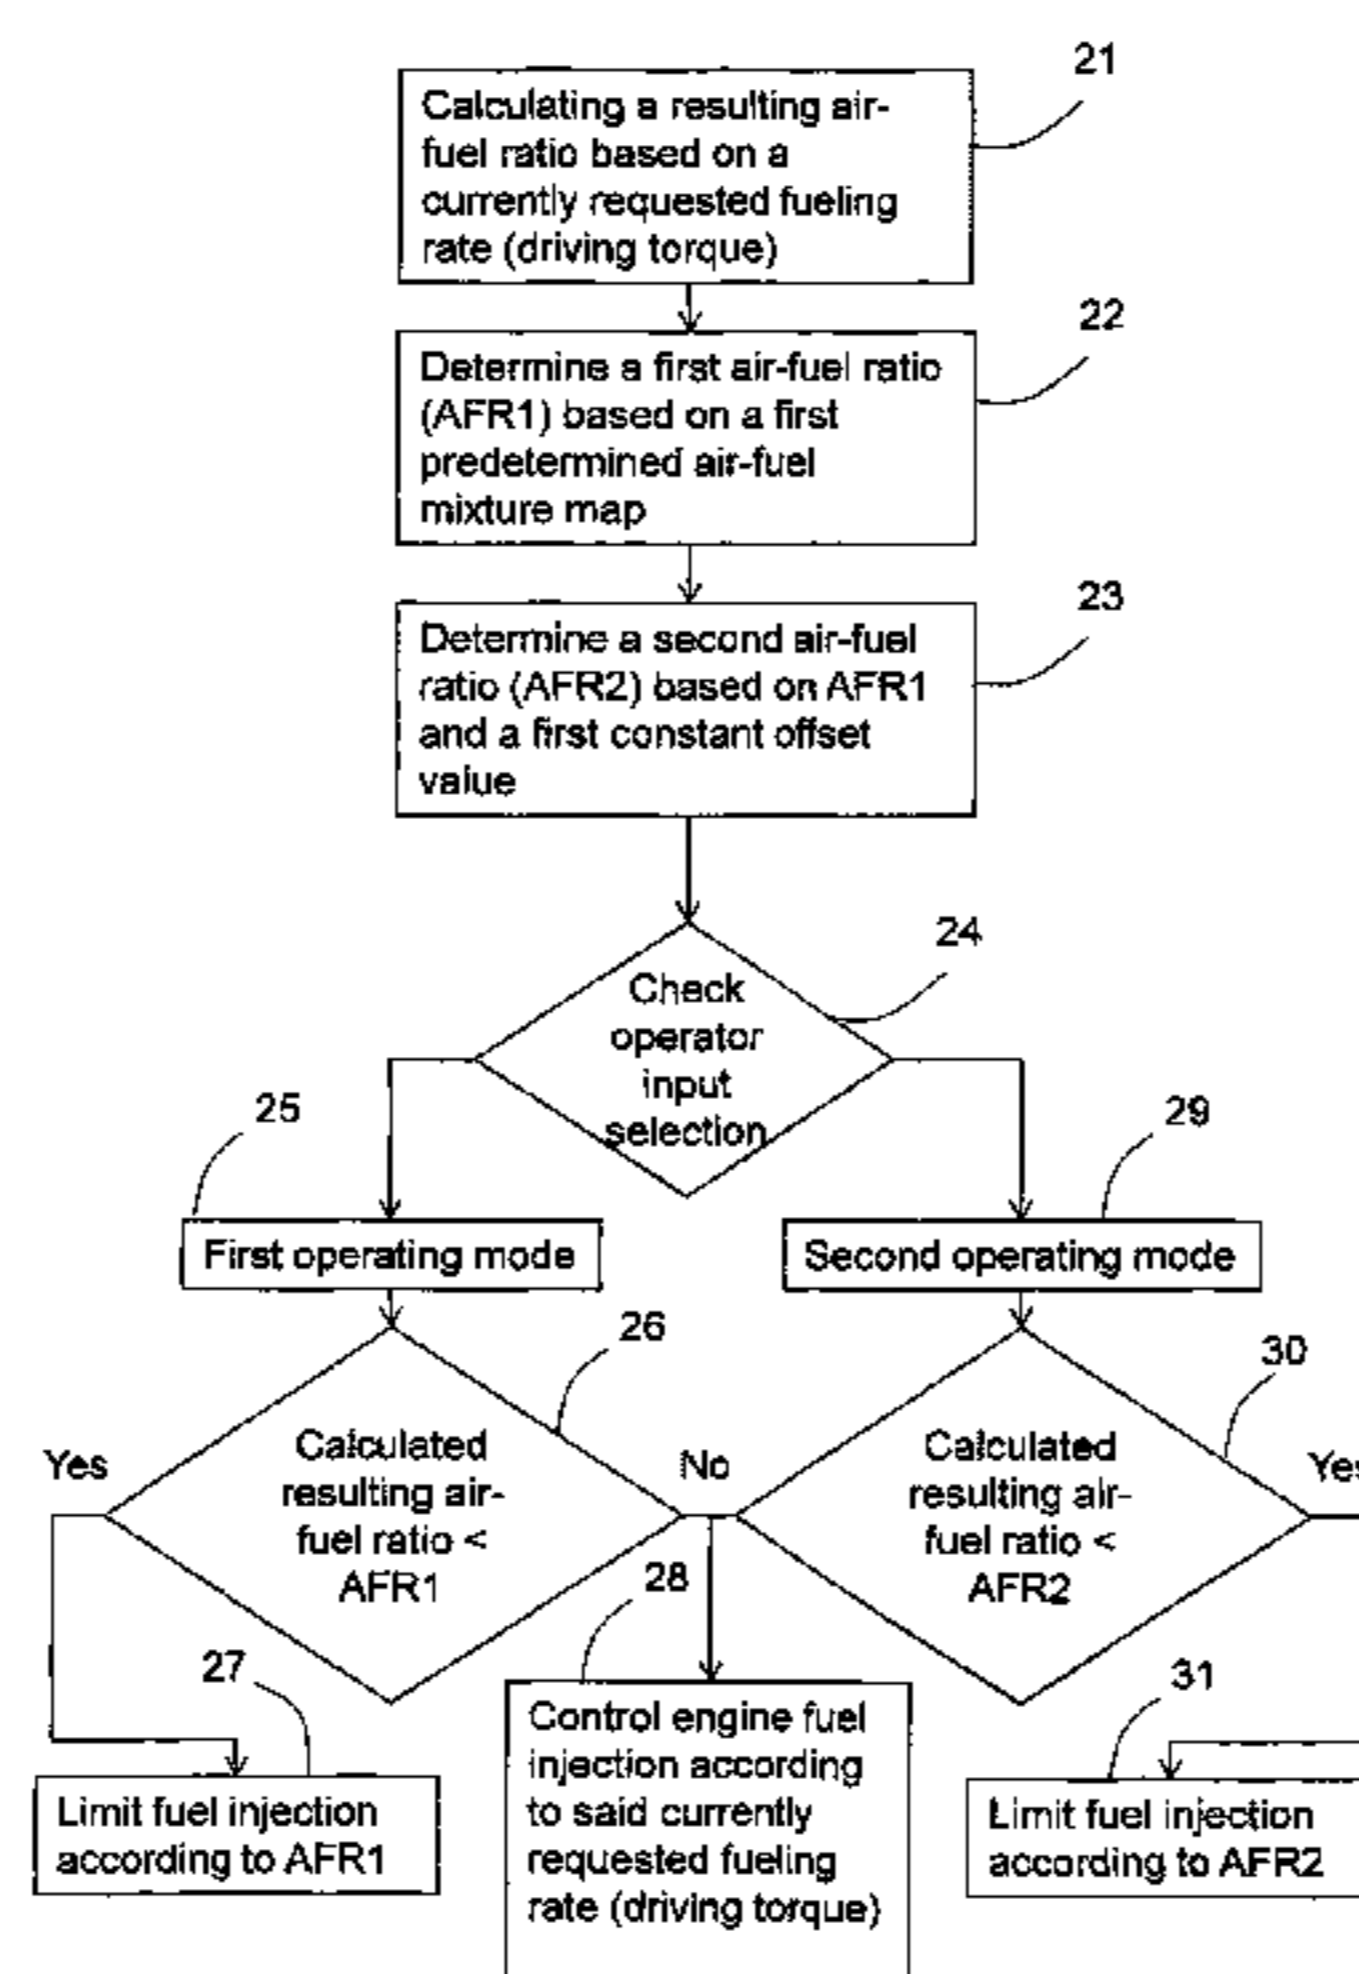 21
Calculating a resulting air-
fuel ratio based on a
currently requested fueling
rate (driving torque)
22
Determine a first air-fuel ratio
(AFR1) based on a first
predetermined air-fuel
mixture map
23
Determine a second air-fuel
ratio (AFR2) based on AFR1
and a first constant offset
value
24
Check
operator
input
selection
25
First operating mode
29
Second operating mode
26
Yes
Calculated
resulting air-
fuel ratio <
AFR1
No
30
Calculated
resulting air-
fuel ratio <
AFR2
Yes
27
Limit fuel injection
according to AFR1
28
Control engine fuel
injection according
to said currently
requested fueling
rate (driving torque)
31
Limit fuel injection
according to AFR2